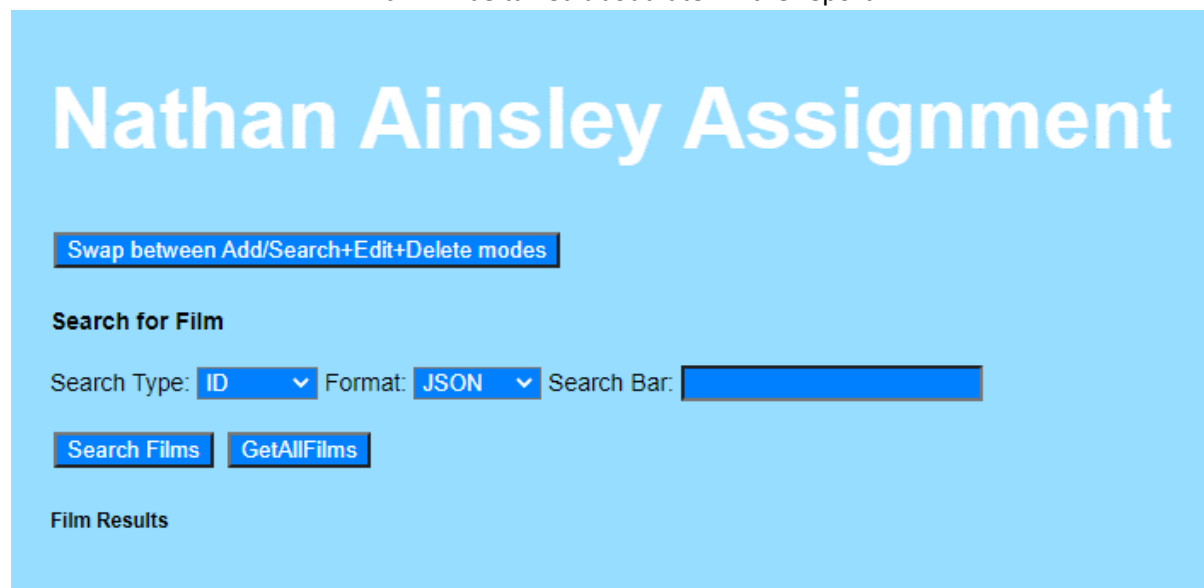 Nathan Ainsley Assignment
Swap between Add/Search+Edit+Delete modes
Search for Film
Search Type: ID Format: JSON Search Bar:
Search Films GetAllFilms
Film Results